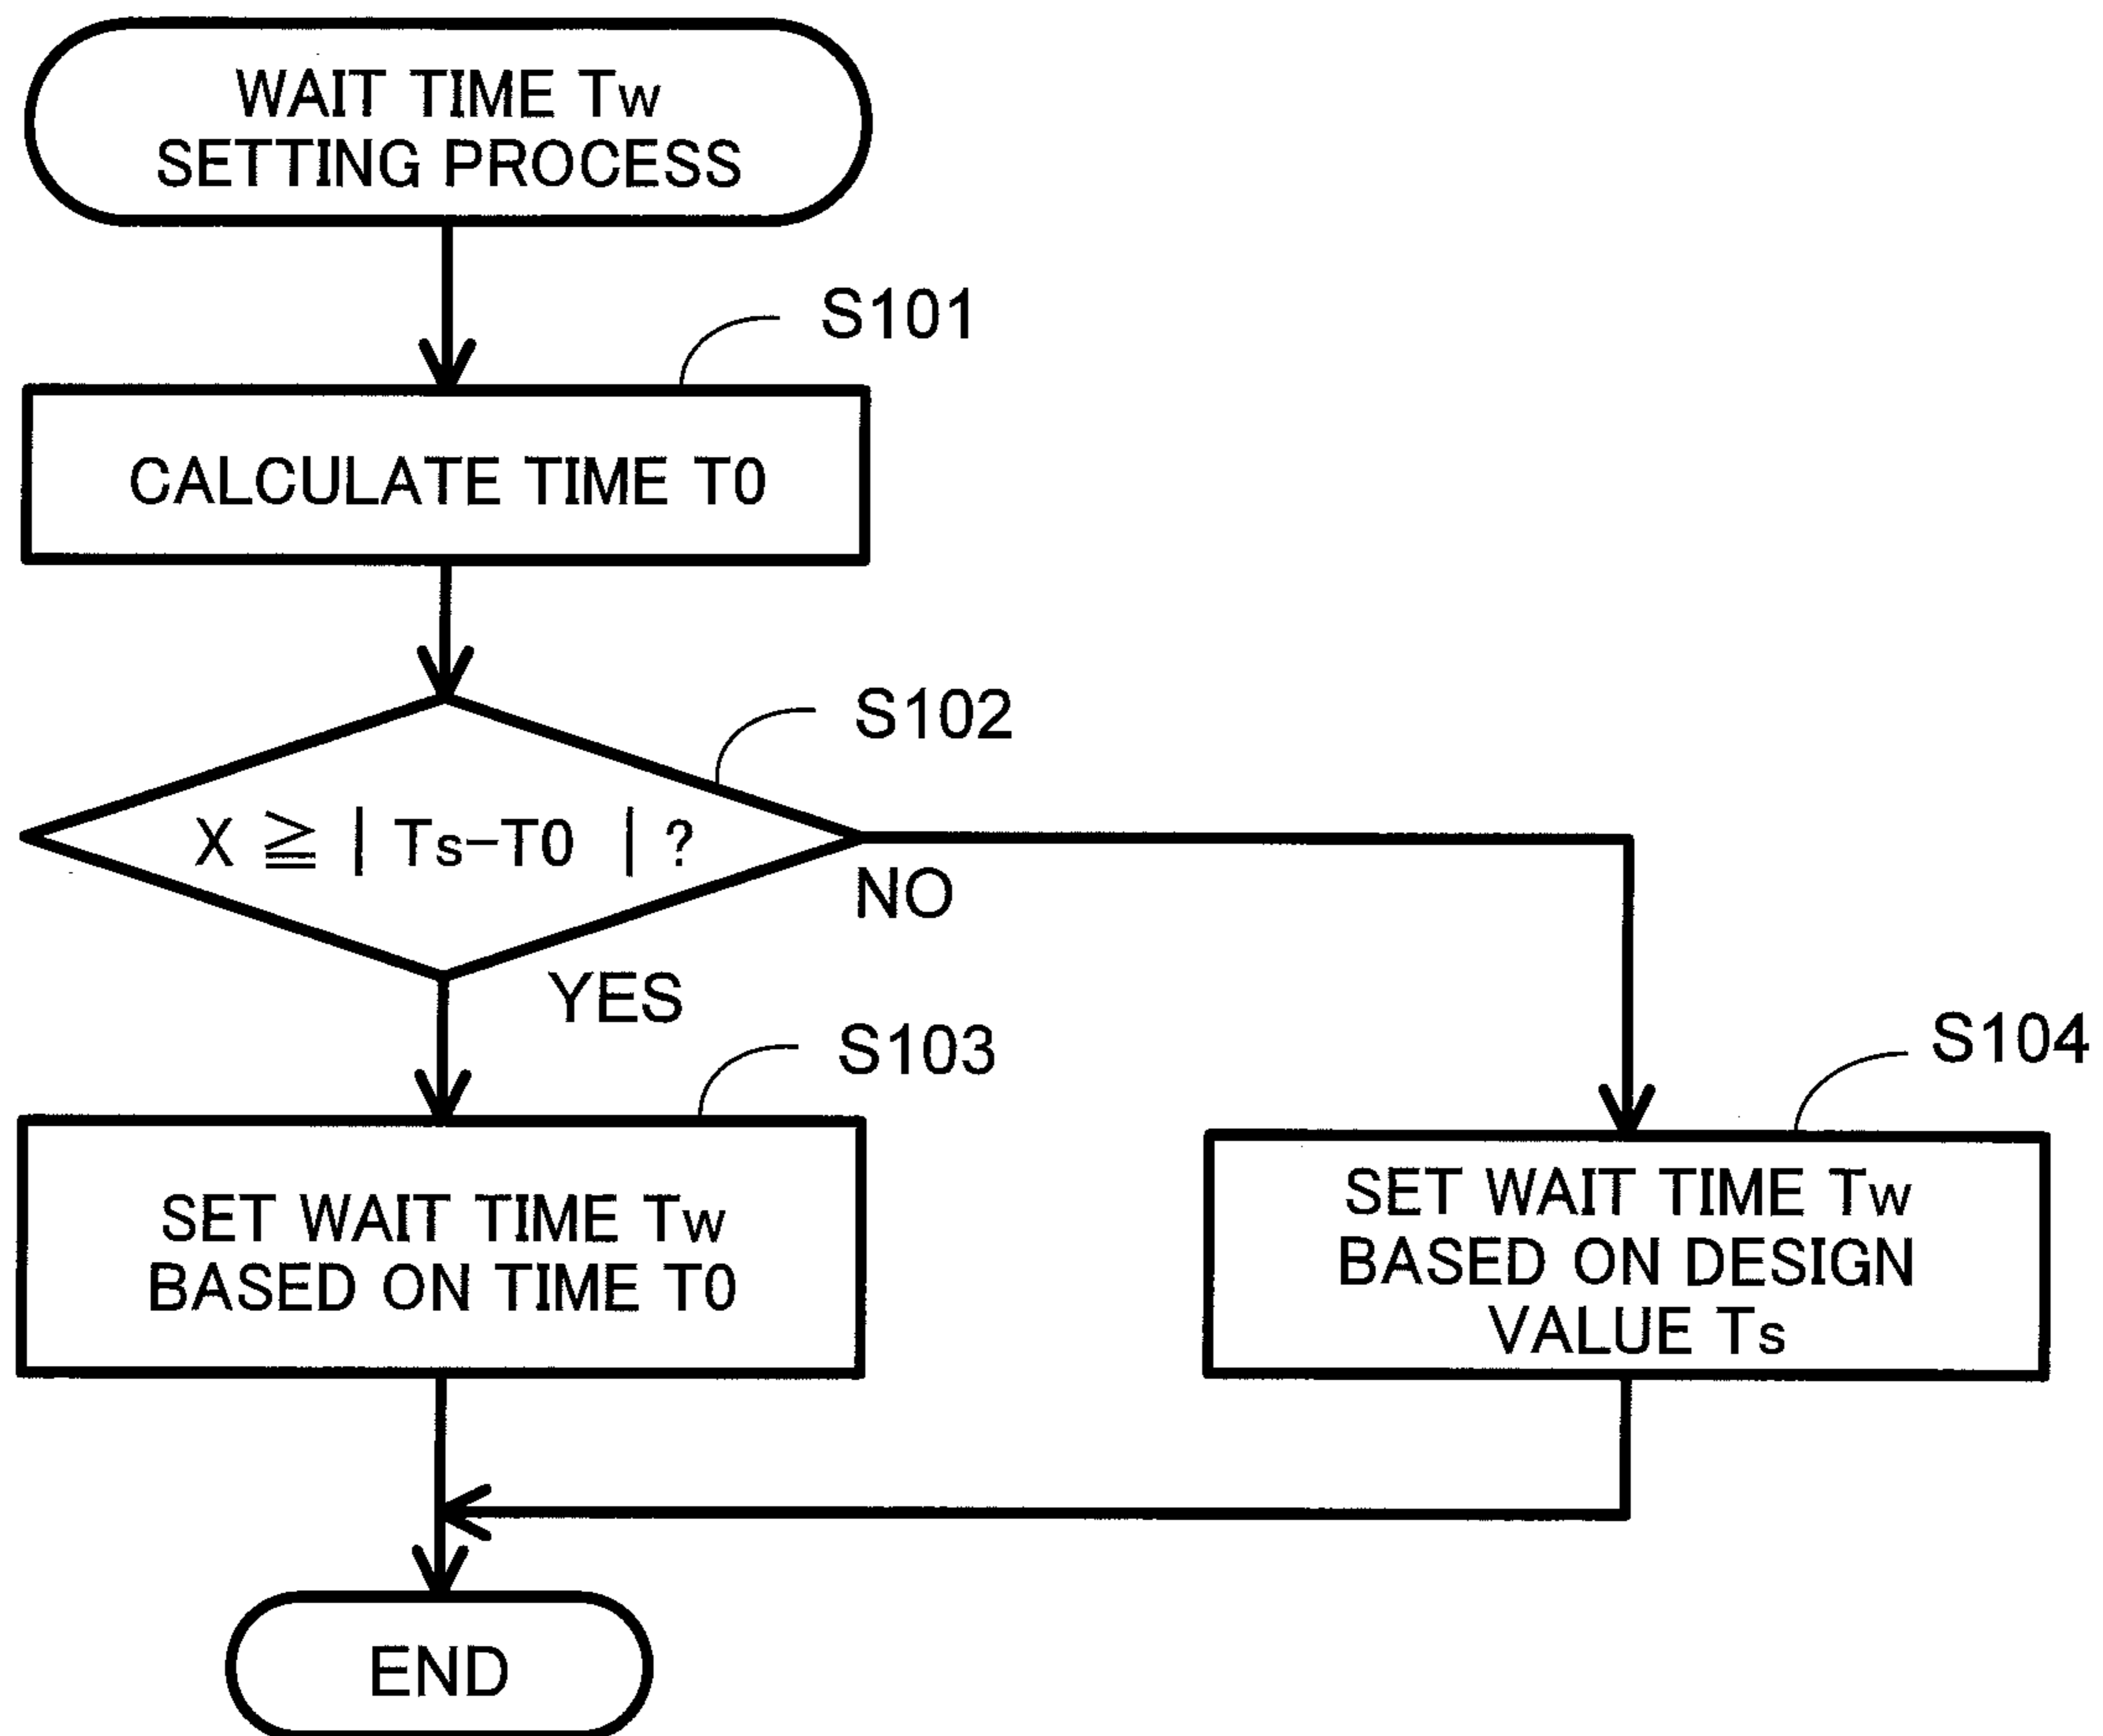 WAIT TIME Tw
SETTING PROCESS
S101
CALCULATE TIME T0
S102
X ≧ | Ts-T0 | ?
NO
YES
S103
S104
SET WAIT TIME Tw
BASED ON TIME T0
SET WAIT TIME Tw
BASED ON DESIGN
VALUE Ts
END